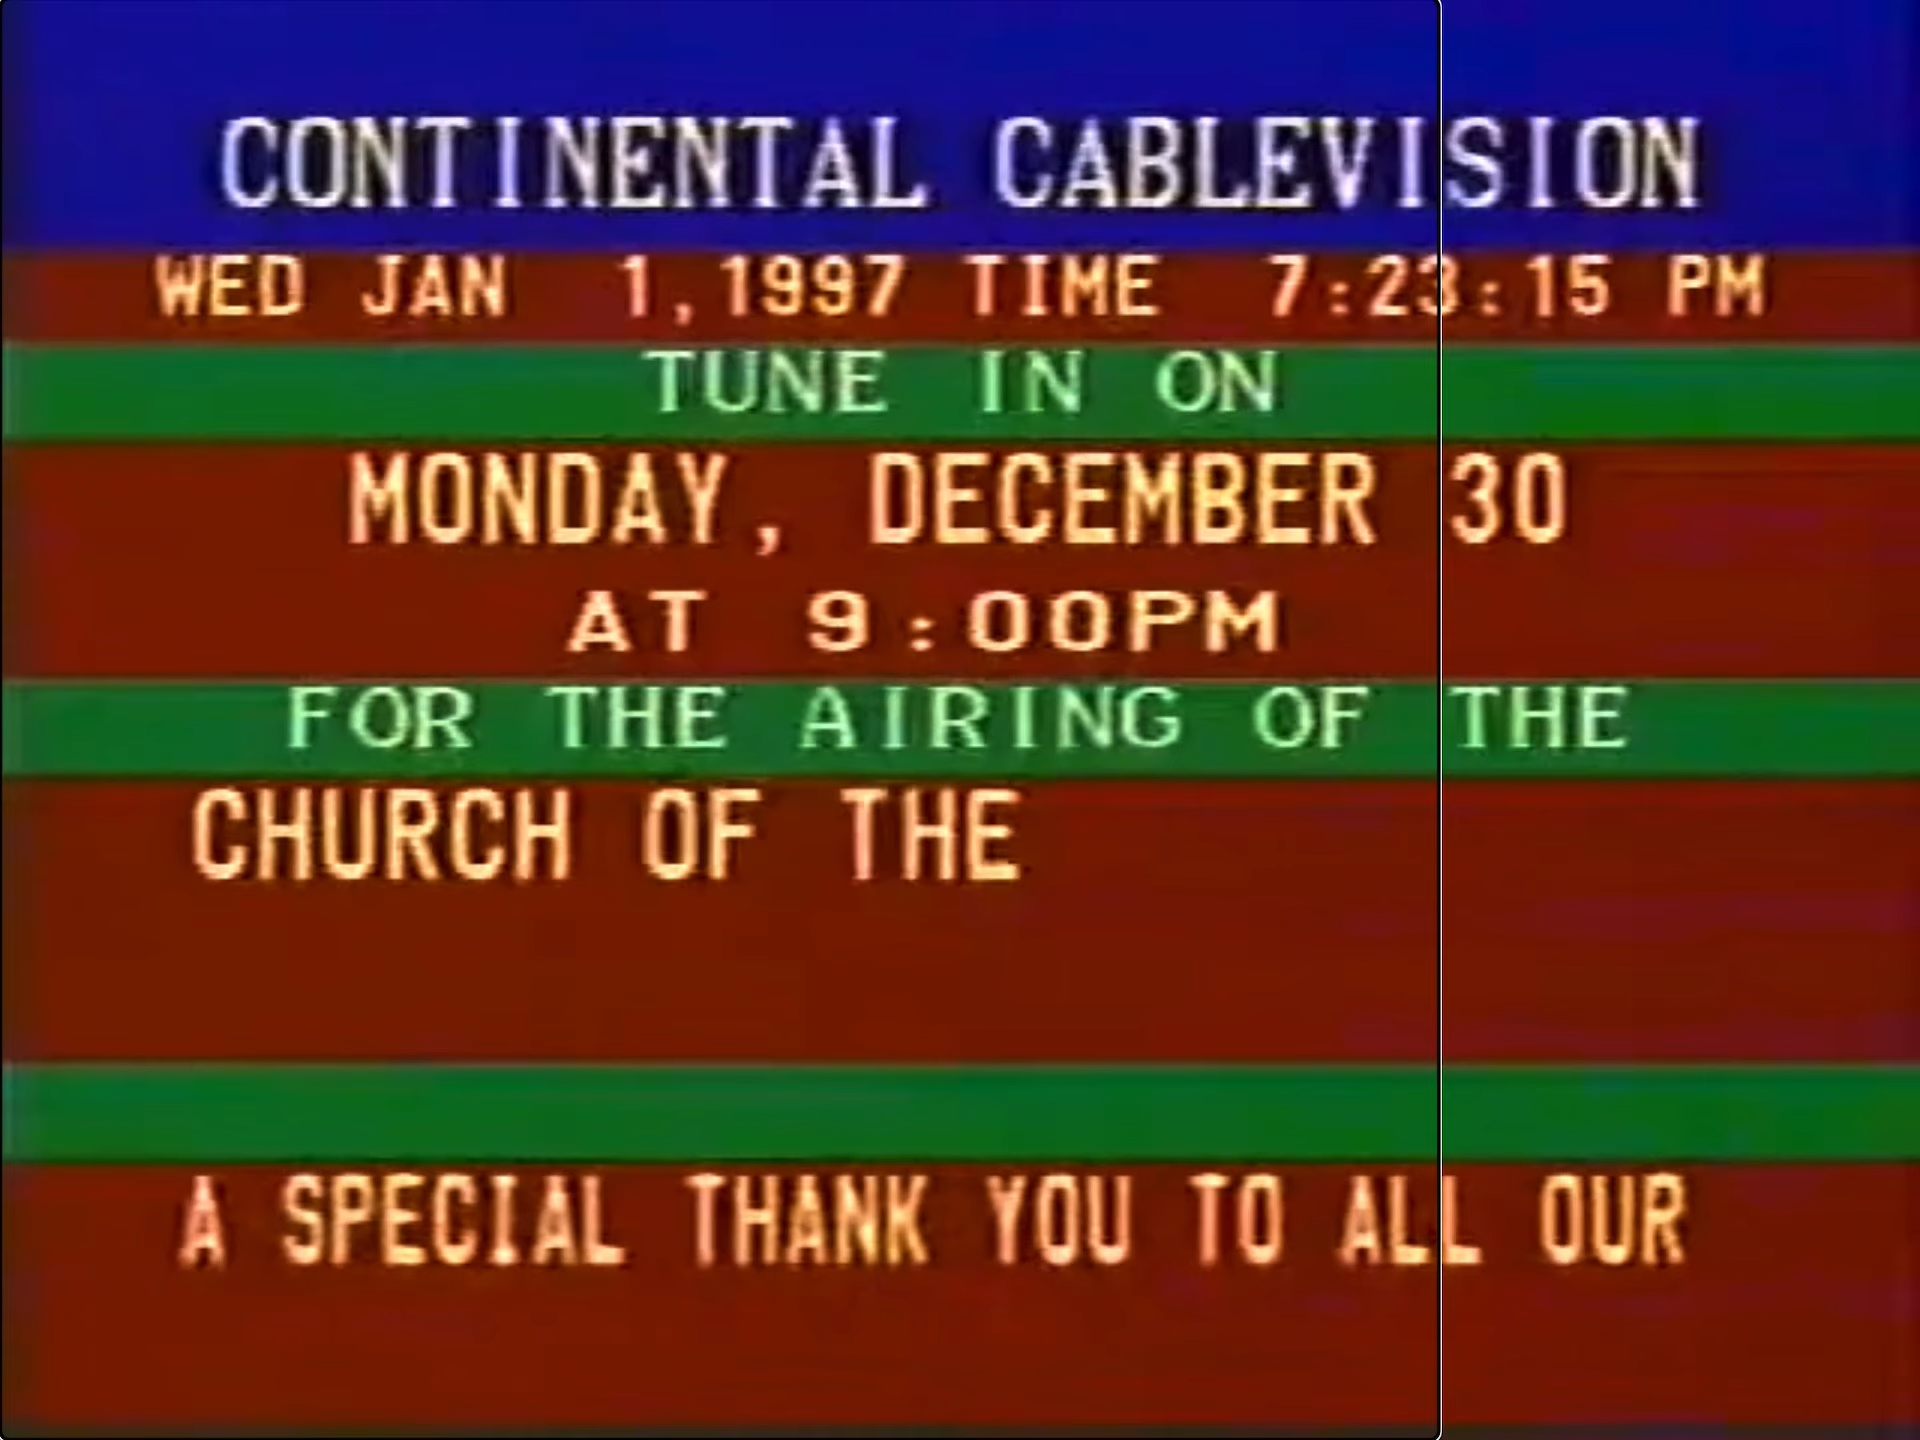 CONTINENTAL CABLEVISION
WED JAN  1,1997 TIME  7:23:15 PM
TUNE IN ON
MONDAY, DECEMBER 30
AT 9:00PM
FOR THE AIRING OF THE
CHURCH OF THE
A SPECIAL THANK YOU TO ALL OUR